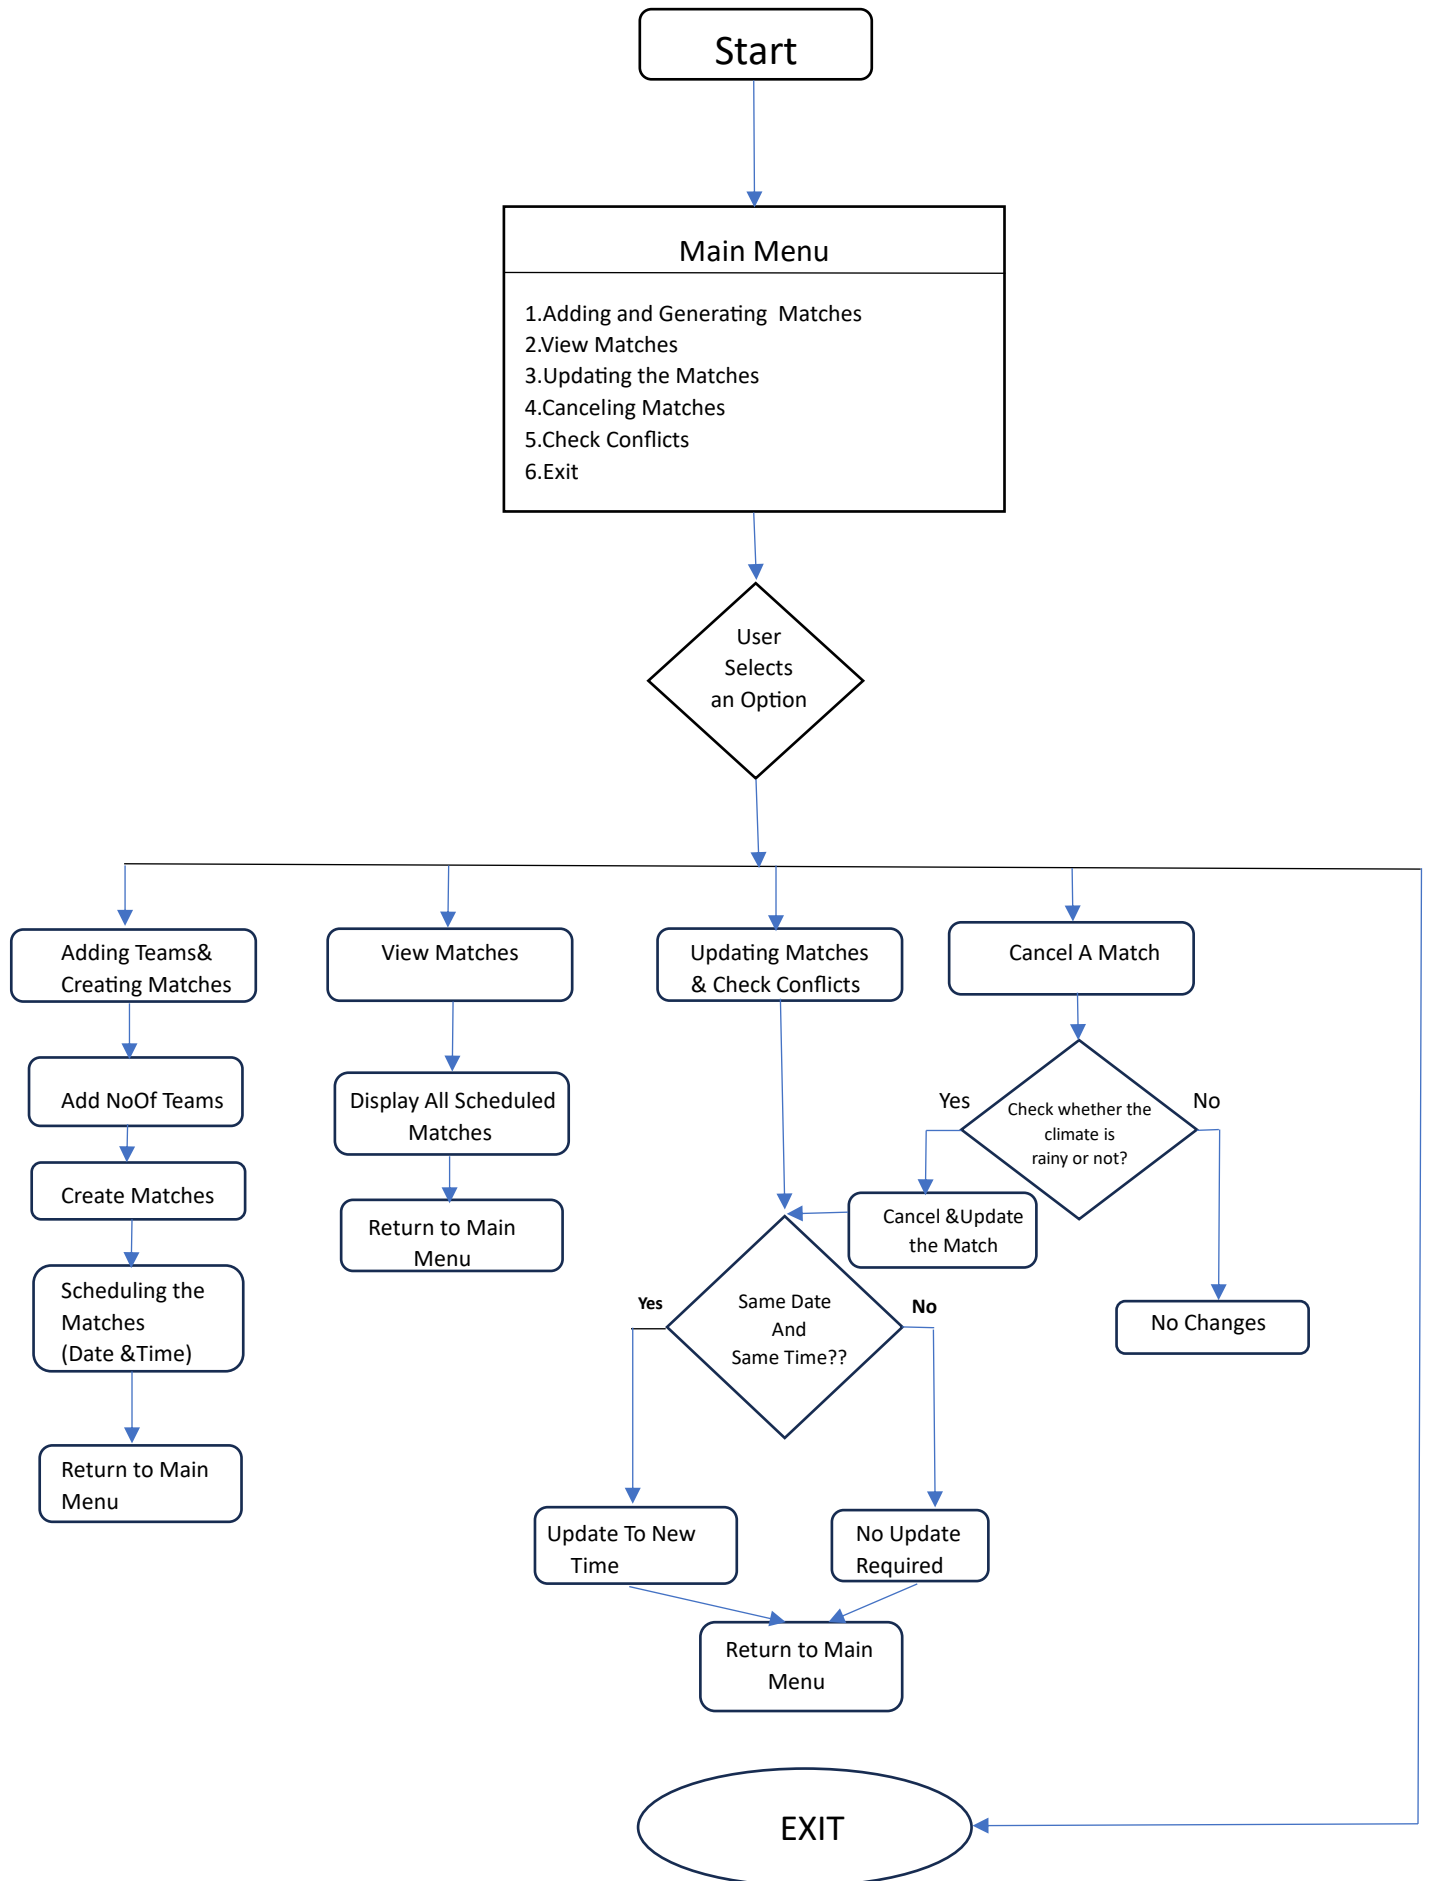 Start
Main Menu
1.Adding and Generating  Matches
2.View Matches
3.Updating the Matches
4.Canceling Matches
5.Check Conflicts
6.Exit
User
Selects
an Option
Adding Teams&
Creating Matches
View Matches
Updating Matches
& Check Conflicts
Cancel A Match
Add NoOf Teams
Display All Scheduled
Matches
Yes
Check whether the
climate is
rainy or not?
No
Create Matches
Return to Main
Menu
Cancel &Update
the Match
Scheduling the
Matches
(Date &Time)
Yes
Same Date
And
Same Time??
No
No Changes
Return to Main
Menu
Update To New
Time
No Update
Required
Return to Main
Menu
EXIT